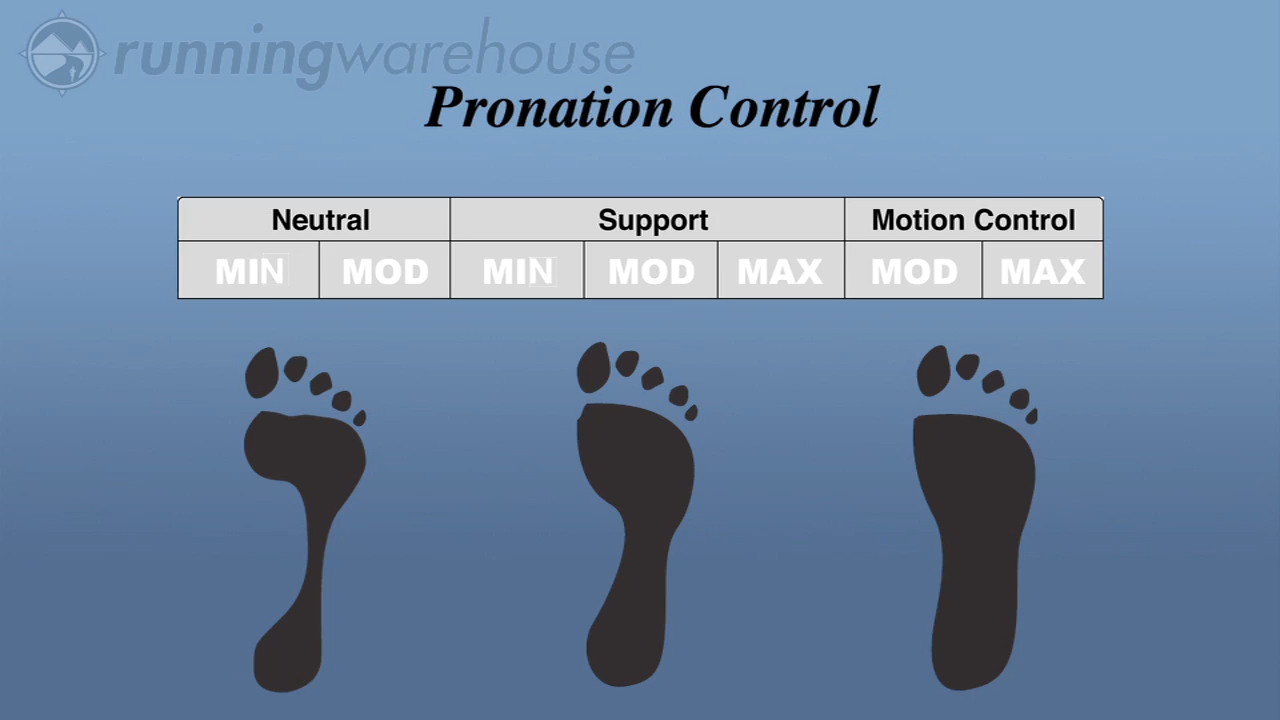 runningwarehouse
Pronation Control
Neutral Support Motion Control
MIN MOD MIN MOD MAX MOD MAX